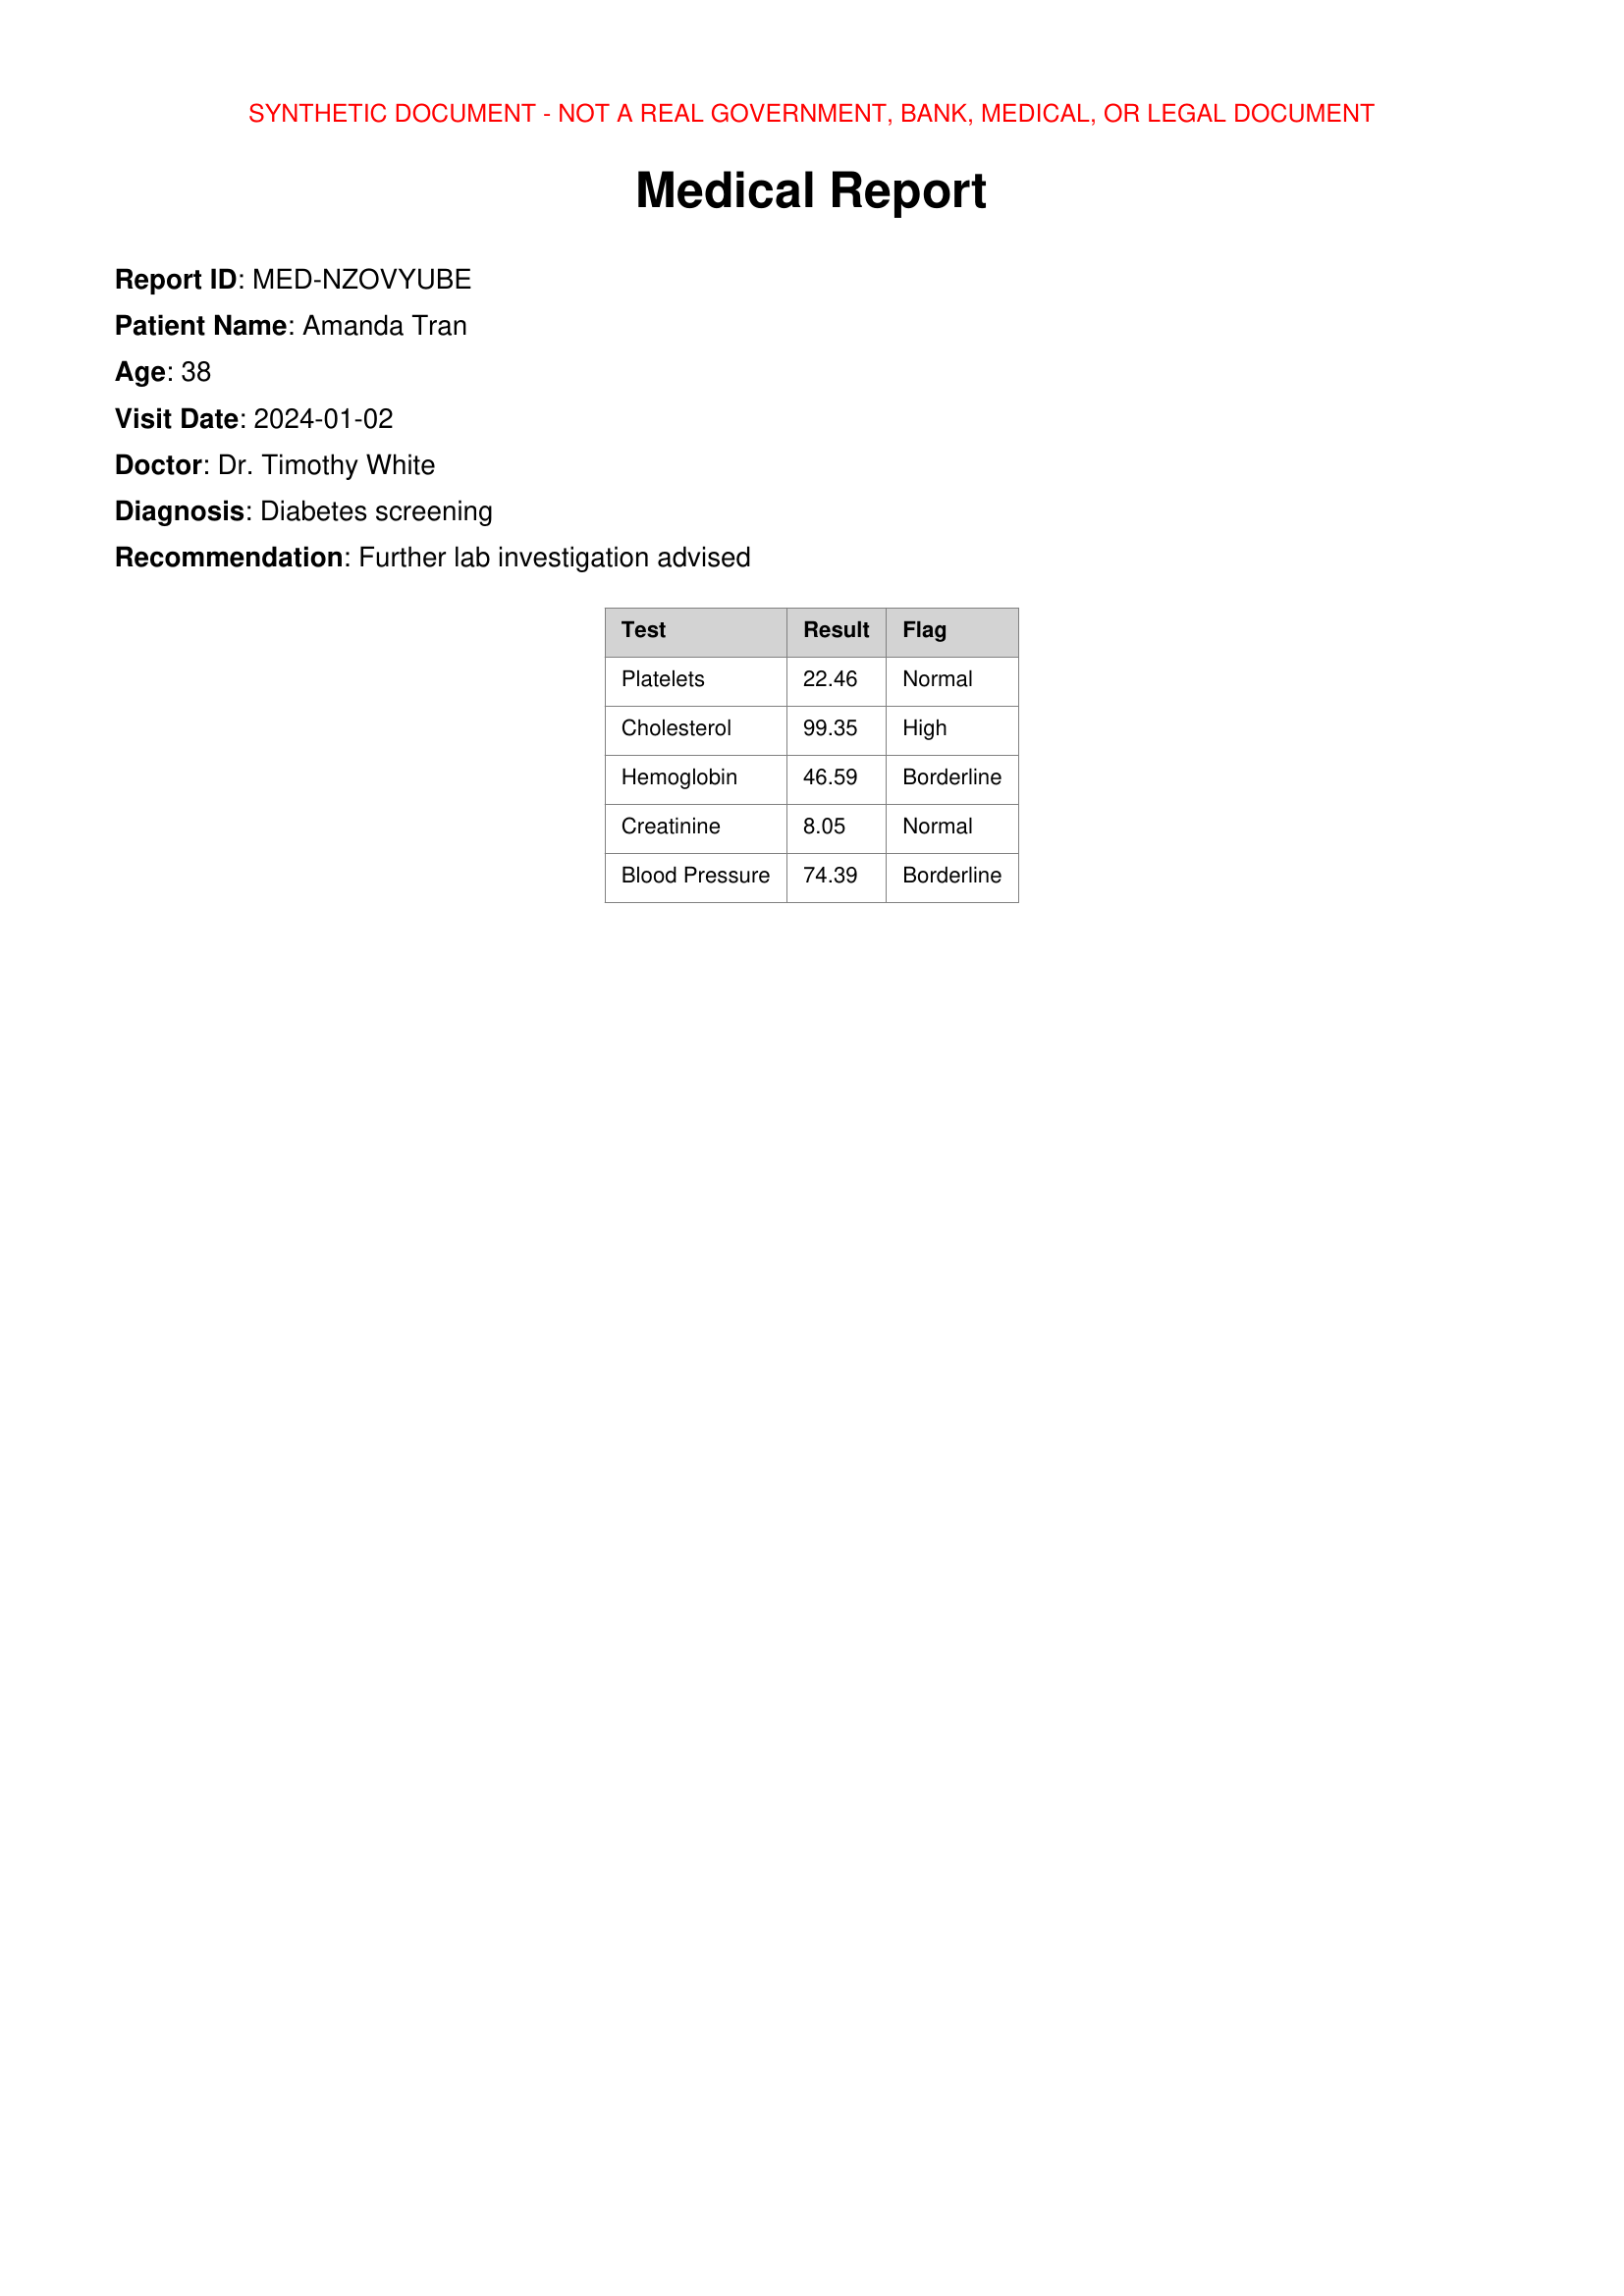 SYNTHETIC DOCUMENT - NOT A REAL GOVERNMENT, BANK, MEDICAL, OR LEGAL DOCUMENT
Medical Report
Report ID: MED-NZOVYUBE
Patient Name: Amanda Tran
Age: 38
Visit Date: 2024-01-02
Doctor: Dr. Timothy White
Diagnosis: Diabetes screening
Recommendation: Further lab investigation advised
Test Result Flag
Platelets 22.46 Normal
Cholesterol 99.35 High
Hemoglobin 46.59 Borderline
Creatinine 8.05 Normal
Blood Pressure 74.39 Borderline